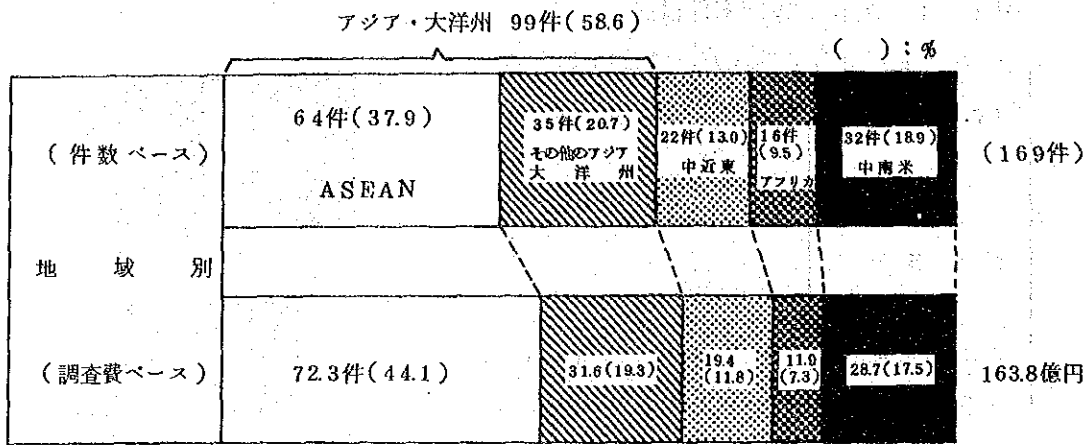 アジア・大洋州 99件(58.6)
(　):%
(件数ベース)
64件(37.9)
ASEAN
35件(20.7)
その他のアジア
大洋州
22件(13.0)
中近東
16件
(9.5)
アフリカ
32件(18.9)
中南米
(169件)
地域別
(調査費ベース)
72.3件(44.1)
31.6(19.3)
19.4
(11.8)
11.9
(7.3)
28.7(17.5)
163.8億円